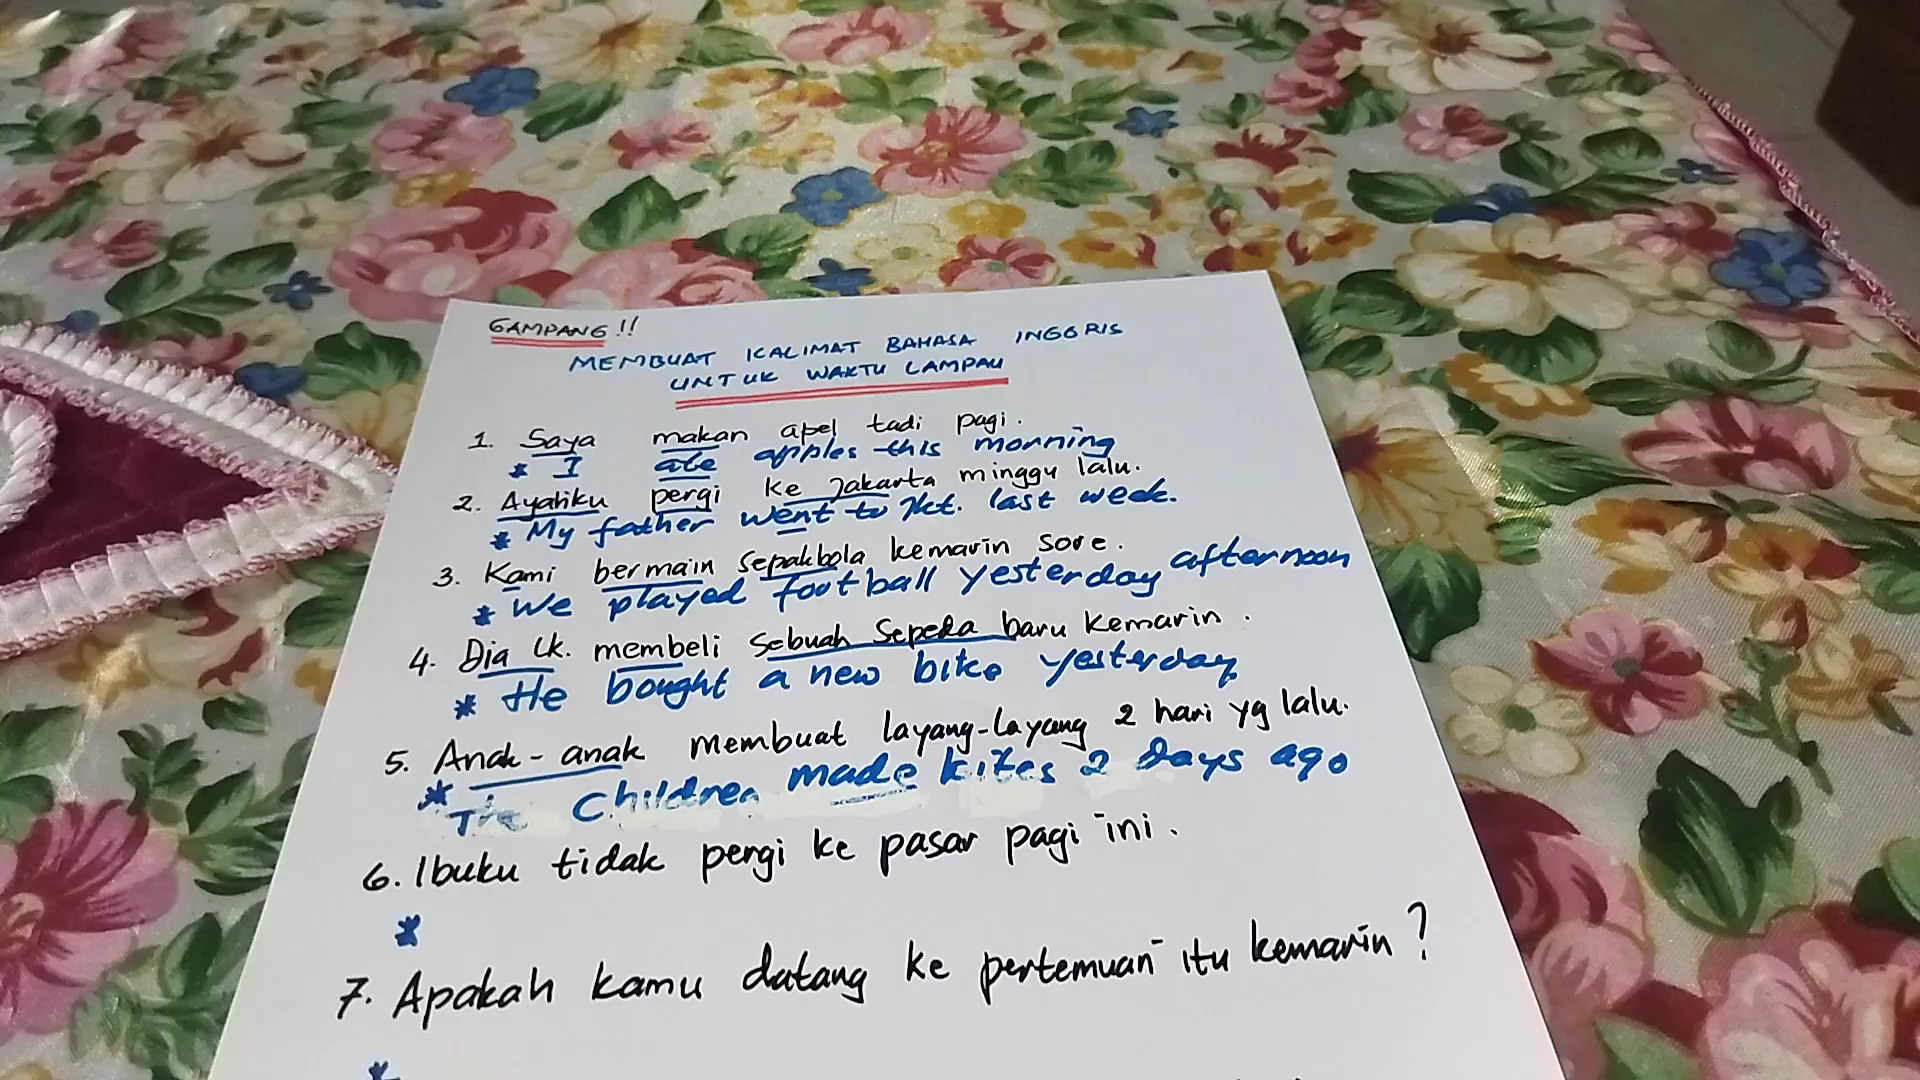 GAMPANG !!
MEMBUAT KALIMAT BAHASA INGGRIS
UNTUK WAKTU LAMPAU
1. Saya makan apel tadi pagi.
* I ate apples this morning
2. Ayahku pergi ke Jakarta minggu lalu.
* My father went to Jkt. last week.
3. Kami bermain sepakbola kemarin sore.
* We played football yesterday afternoon
4. Dia lk. membeli sebuah sepeda baru kemarin.
* He bought a new bike yesterday
5. Anak-anak membuat layang-layang 2 hari yg lalu.
* The children made kites 2 days ago
6. Ibuku tidak pergi ke pasar pagi ini.
*
7. Apakah kamu datang ke pertemuan itu kemarin?
*